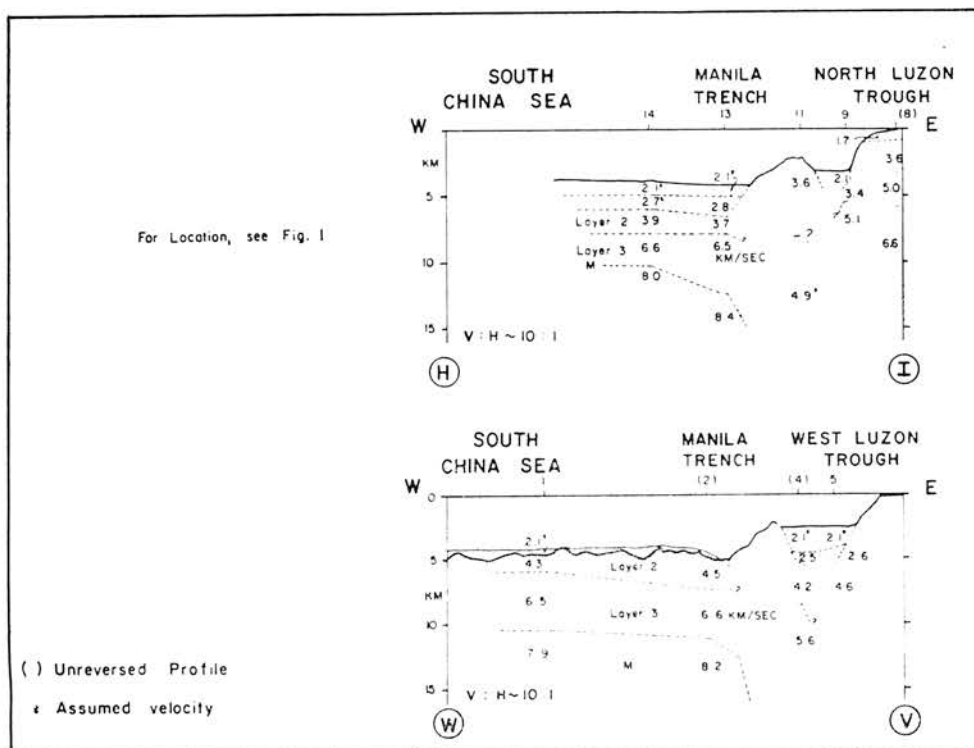 SOUTH MANILA NORTH LUZON
CHINA SEA TRENCH TROUGH
W 14 13 11 9 (8) E
0
KM
1.7
3.6
2.1* 2.1* 3.6 2.1 5.0
5
2.7* 2.8 3.4
For Location, see Fig. 1
Layer 2 3.9 3.7 5.1
Layer 3 6.6 6.5 ? 6.6
KM/SEC
M
10
8.0
4.9*
8.4
15
V : H ~ 10 : 1
H I
SOUTH MANILA WEST LUZON
CHINA SEA TRENCH TROUGH
W 1 (2) (4) 5 E
0
2.1* 2.1* 2.1*
5
4.3 Layer 2 4.5 2.5 2.6
4.2 4.6
KM
6.5 Layer 3 6.6 KM/SEC
10
5.6
7.9 M 8.2
( ) Unreversed Profile
15
V : H ~ 10 : 1
* Assumed velocity
W V